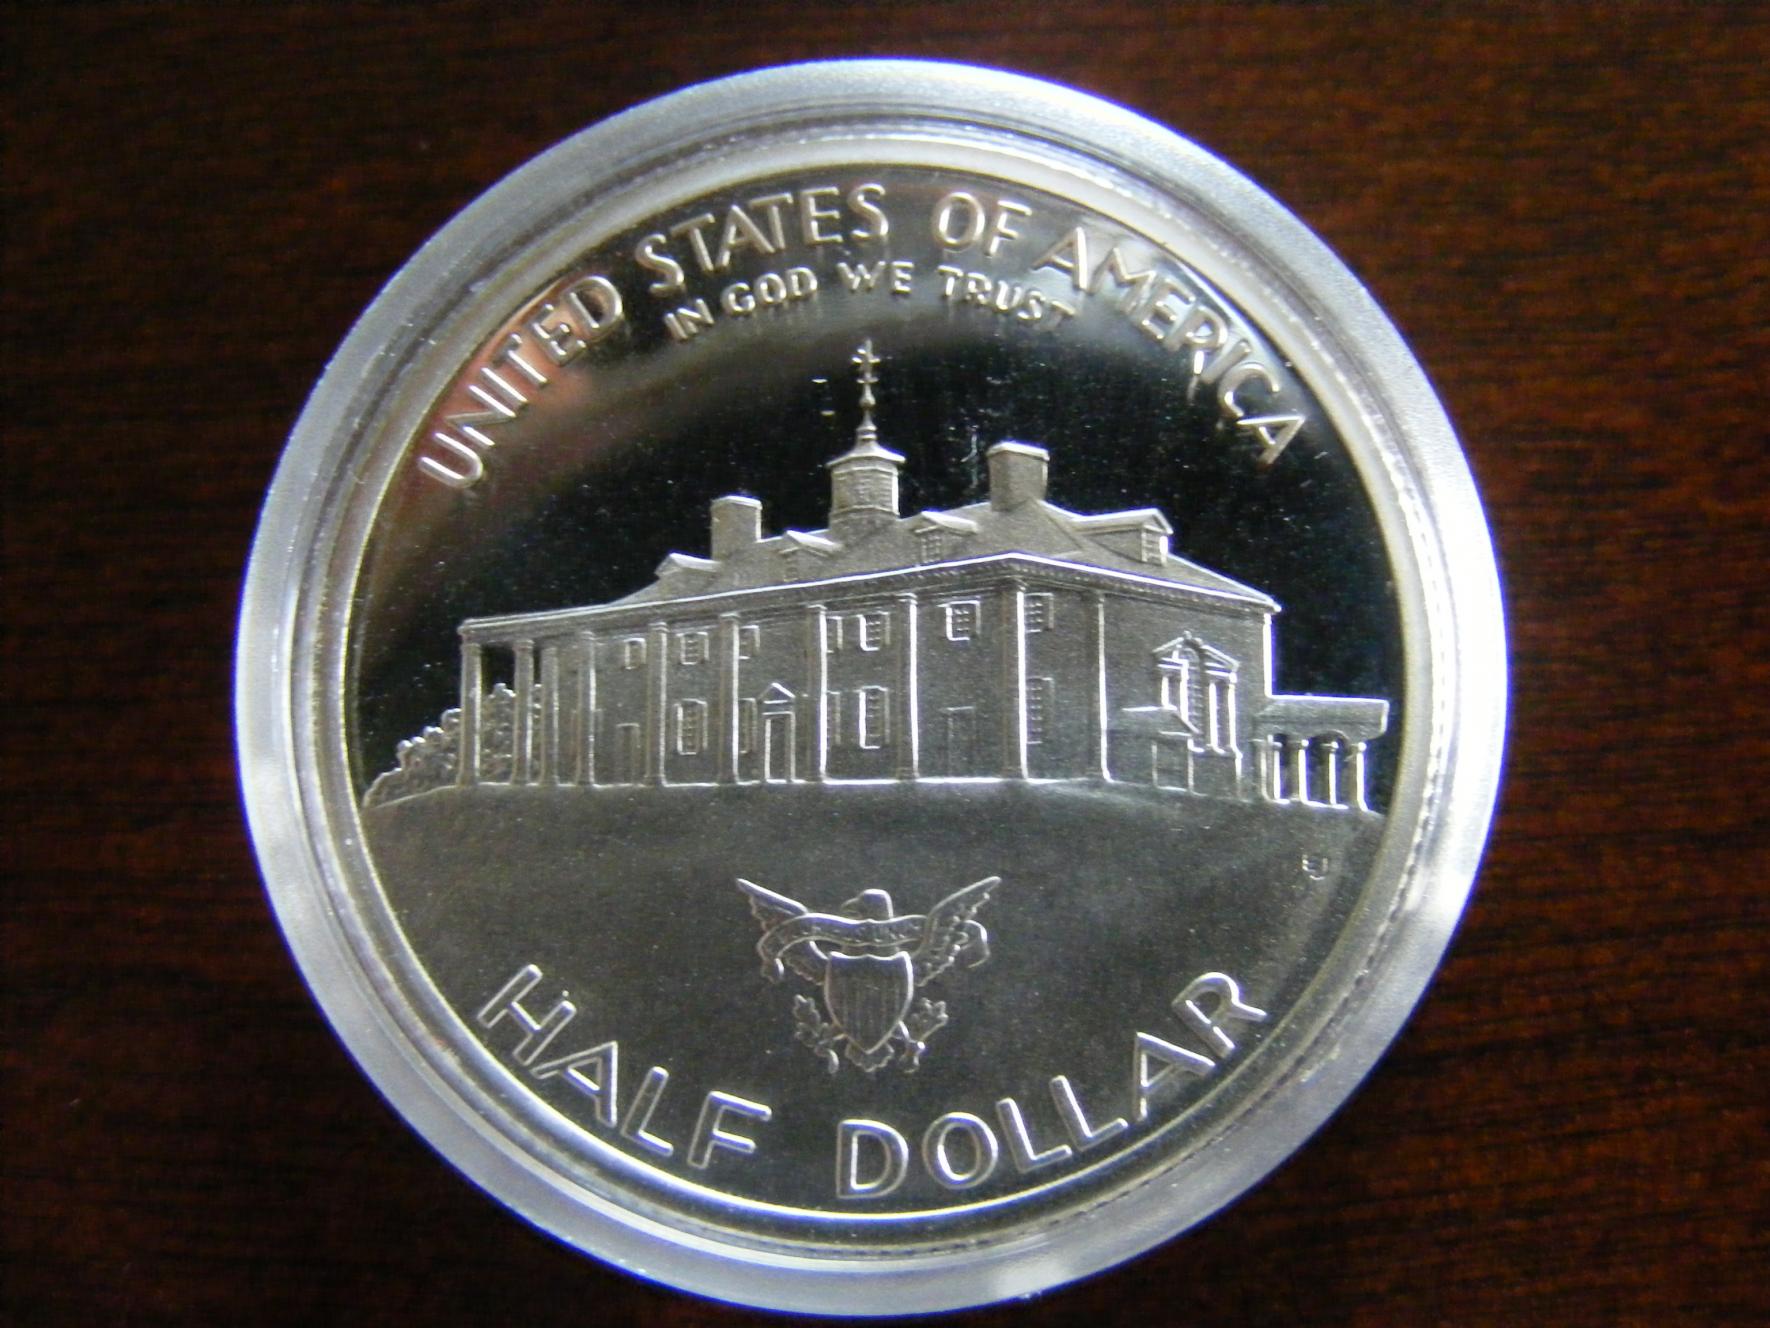 UNITED STATES OF AMERICA
IN GOD WE TRUST
HALF DOLLAR